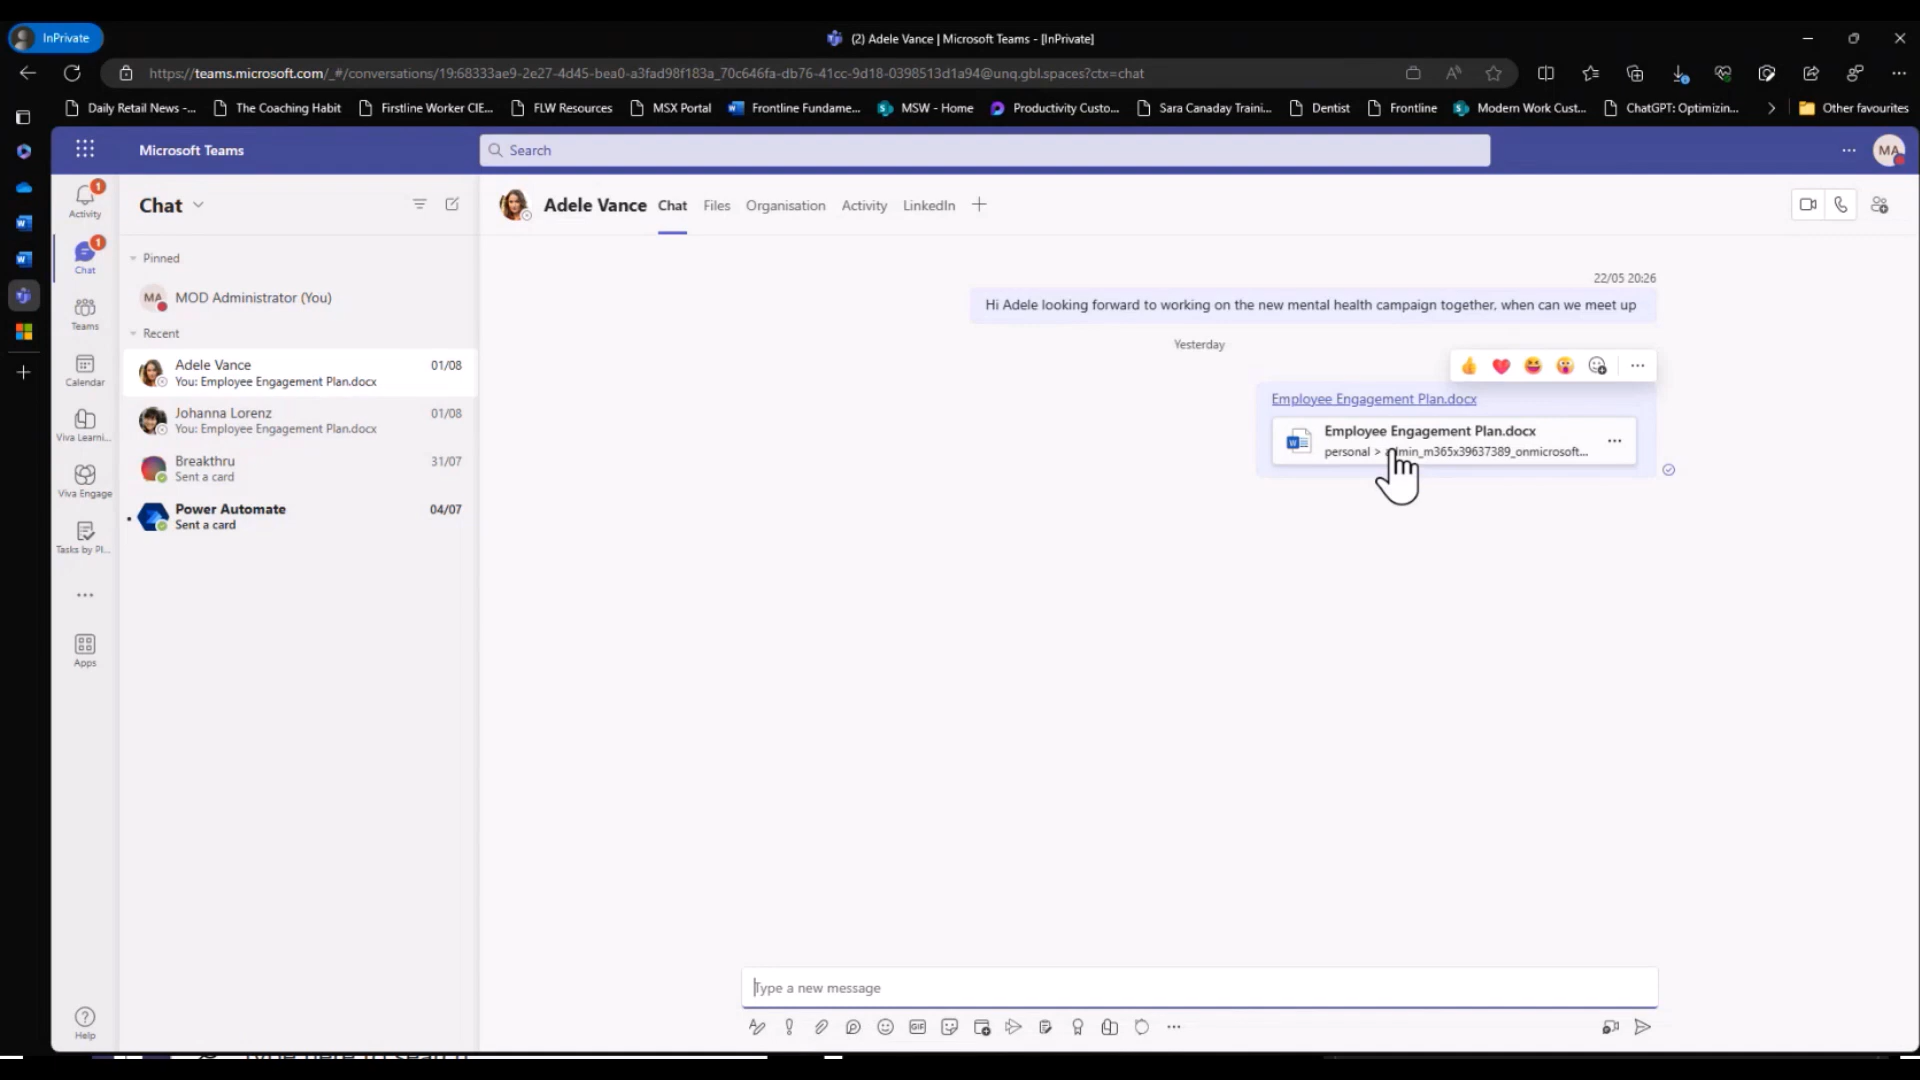 InPrivate
(2) Adele Vance | Microsoft Teams - [InPrivate]
https://teams.microsoft.com/_#/conversations/19:68333ae9-2e27-4d45-bea0-a3fad98f183a_70c646fa-db76-41cc-9d18-0398513d1a94@unq.gbl.spaces?ctx=chat
Daily Retail News -...
The Coaching Habit
Firstline Worker CIE...
FLW Resources
MSX Portal
Frontline Fundame...
MSW - Home
Productivity Custo...
Sara Canaday Traini...
Dentist
Frontline
Modern Work Cust...
ChatGPT: Optimizin...
Other favourites
Microsoft Teams
Search
MA
1
Activity
1
Chat
Teams
Calendar
Viva Learni...
Viva Engage
Tasks by Pl...
Apps
Help
Chat
Pinned
MA
MOD Administrator (You)
Recent
Adele Vance 01/08
You: Employee Engagement Plan.docx
Johanna Lorenz 01/08
You: Employee Engagement Plan.docx
Breakthru 31/07
Sent a card
Power Automate 04/07
Sent a card
Adele Vance Chat Files Organisation Activity LinkedIn
22/05 20:26
Hi Adele looking forward to working on the new mental health campaign together, when can we meet up
Yesterday
Employee Engagement Plan.docx
Employee Engagement Plan.docx
personal > admin_m365x39637389_onmicrosoft...
Type a new message
GIF